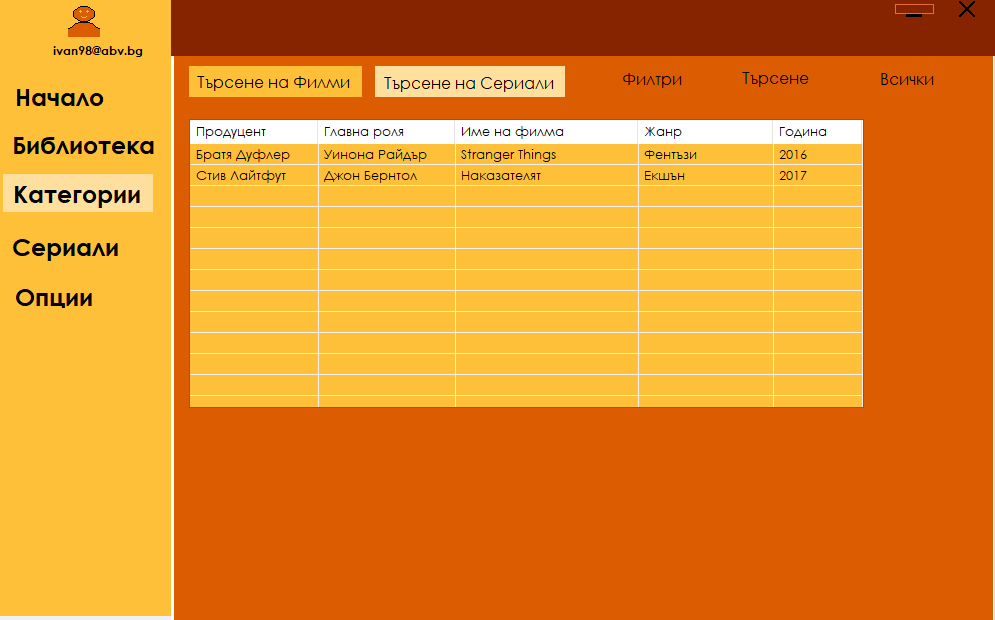 ivan98@abv.bg
Начало
Библиотека
Категории
Сериали
Опции
Търсене на Филми Търсене на Сериали Филтри Търсене Всички
Продуцент Главна роля Име на филма Жанр Година
Братя Дуфлер Уинона Райдър Stranger Things Фентъзи 2016
Стив Лайтфут Джон Бернтол Наказателят Екшън 2017